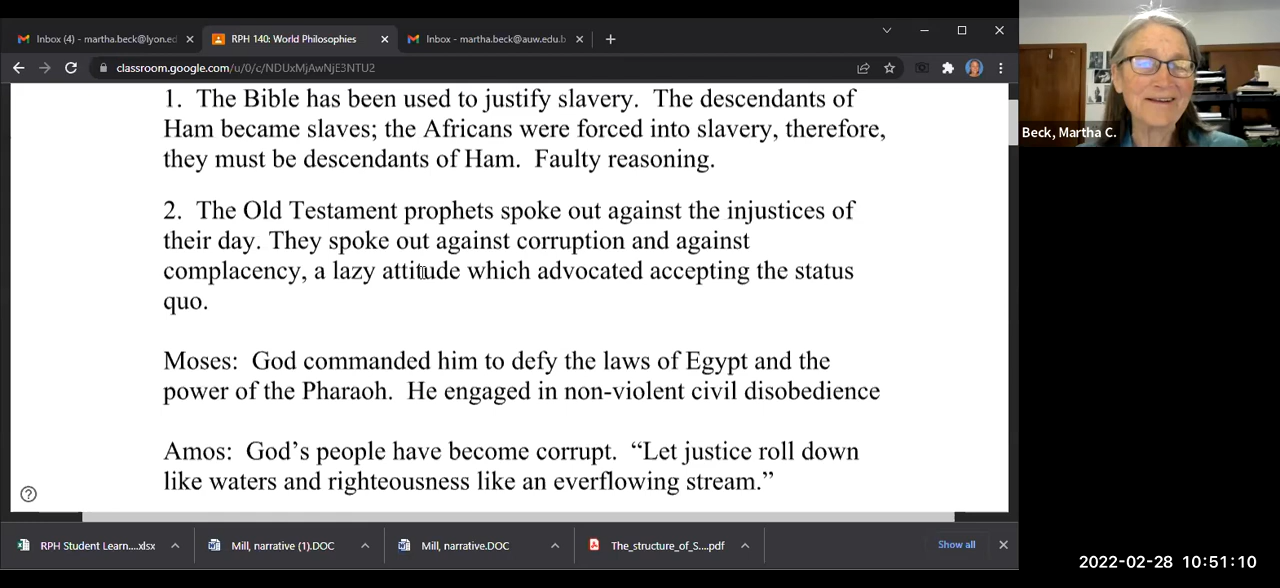 Inbox (4) - martha.beck@lyon.ed
RPH 140: World Philosophies
Inbox - martha.beck@auw.edu.b
classroom.google.com/u/0/c/NDUxMjAwNjE3NTU2
1. The Bible has been used to justify slavery. The descendants of
Ham became slaves; the Africans were forced into slavery, therefore,
they must be descendants of Ham. Faulty reasoning.
2. The Old Testament prophets spoke out against the injustices of
their day. They spoke out against corruption and against
complacency, a lazy attitude which advocated accepting the status
quo.
Moses: God commanded him to defy the laws of Egypt and the
power of the Pharaoh. He engaged in non-violent civil disobedience
Amos: God's people have become corrupt. “Let justice roll down
like waters and righteousness like an everflowing stream.”
RPH Student Learn....xlsx
Mill, narrative (1).DOC
Mill, narrative.DOC
The_structure_of_S....pdf
Show all
Beck, Martha C.
2022-02-28 10:51:10